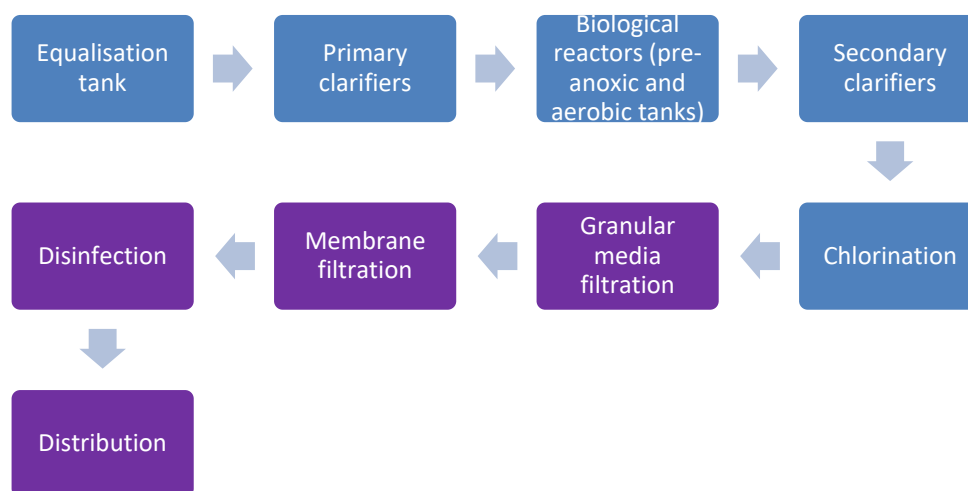 Equalisation
tank
Primary
clarifiers
Biological
reactors (pre-
anoxic and
aerobic tanks)
Secondary
clarifiers
Chlorination
Granular
media
filtration
Membrane
filtration
Disinfection
Distribution